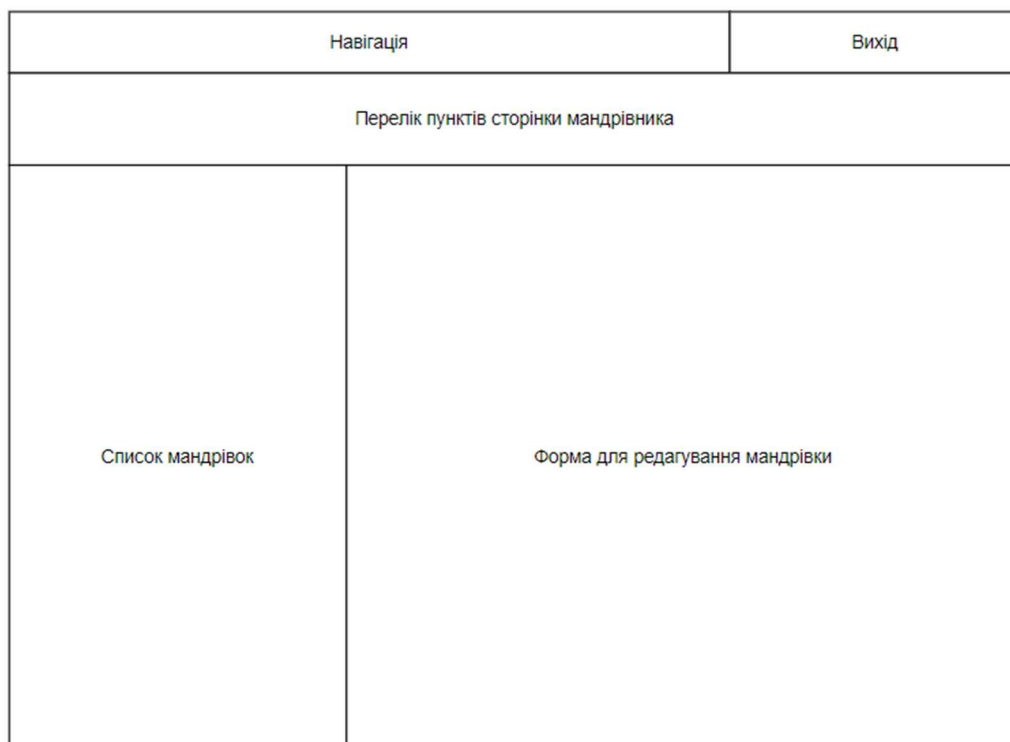 Навігація
Вихід
Перелік пунктів сторінки мандрівника
Список мандрівок
Форма для редагування мандрівки